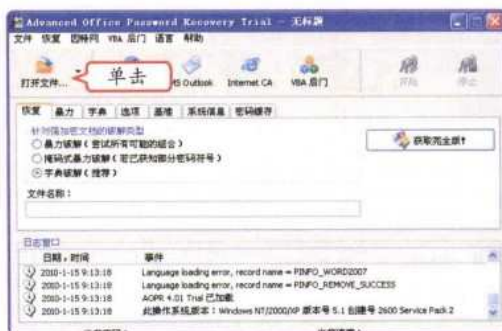 Advanced Office Password Recovery Trial - 无标题
文件 恢复 因特网 VBA 后门 语言 帮助
打开文件... 单击 MS Outlook Internet CA VBA 后门 开始 停止
恢复 暴力 字典 选项 基准 系统信息 密码缓存
针对强加密文档的破解类型
暴力破解(尝试所有可能的组合)
掩码式暴力破解(若已获知部分密码符号)
字典破解(推荐)
获取完全版!
文件名称:
日志窗口
日期,时间 事件
2010-1-15 9:13:18 Language loading error, record name = PINFO_WORD2007
2010-1-15 9:13:18 Language loading error, record name = PINFO_REMOVE_SUCCESS
2010-1-15 9:13:18 AOPR 4.01 Trial 已加载
2010-1-15 9:13:18 此操作系统版本:Windows NT/2000/XP 版本号 5.1 创建号 2600 Service Pack 2